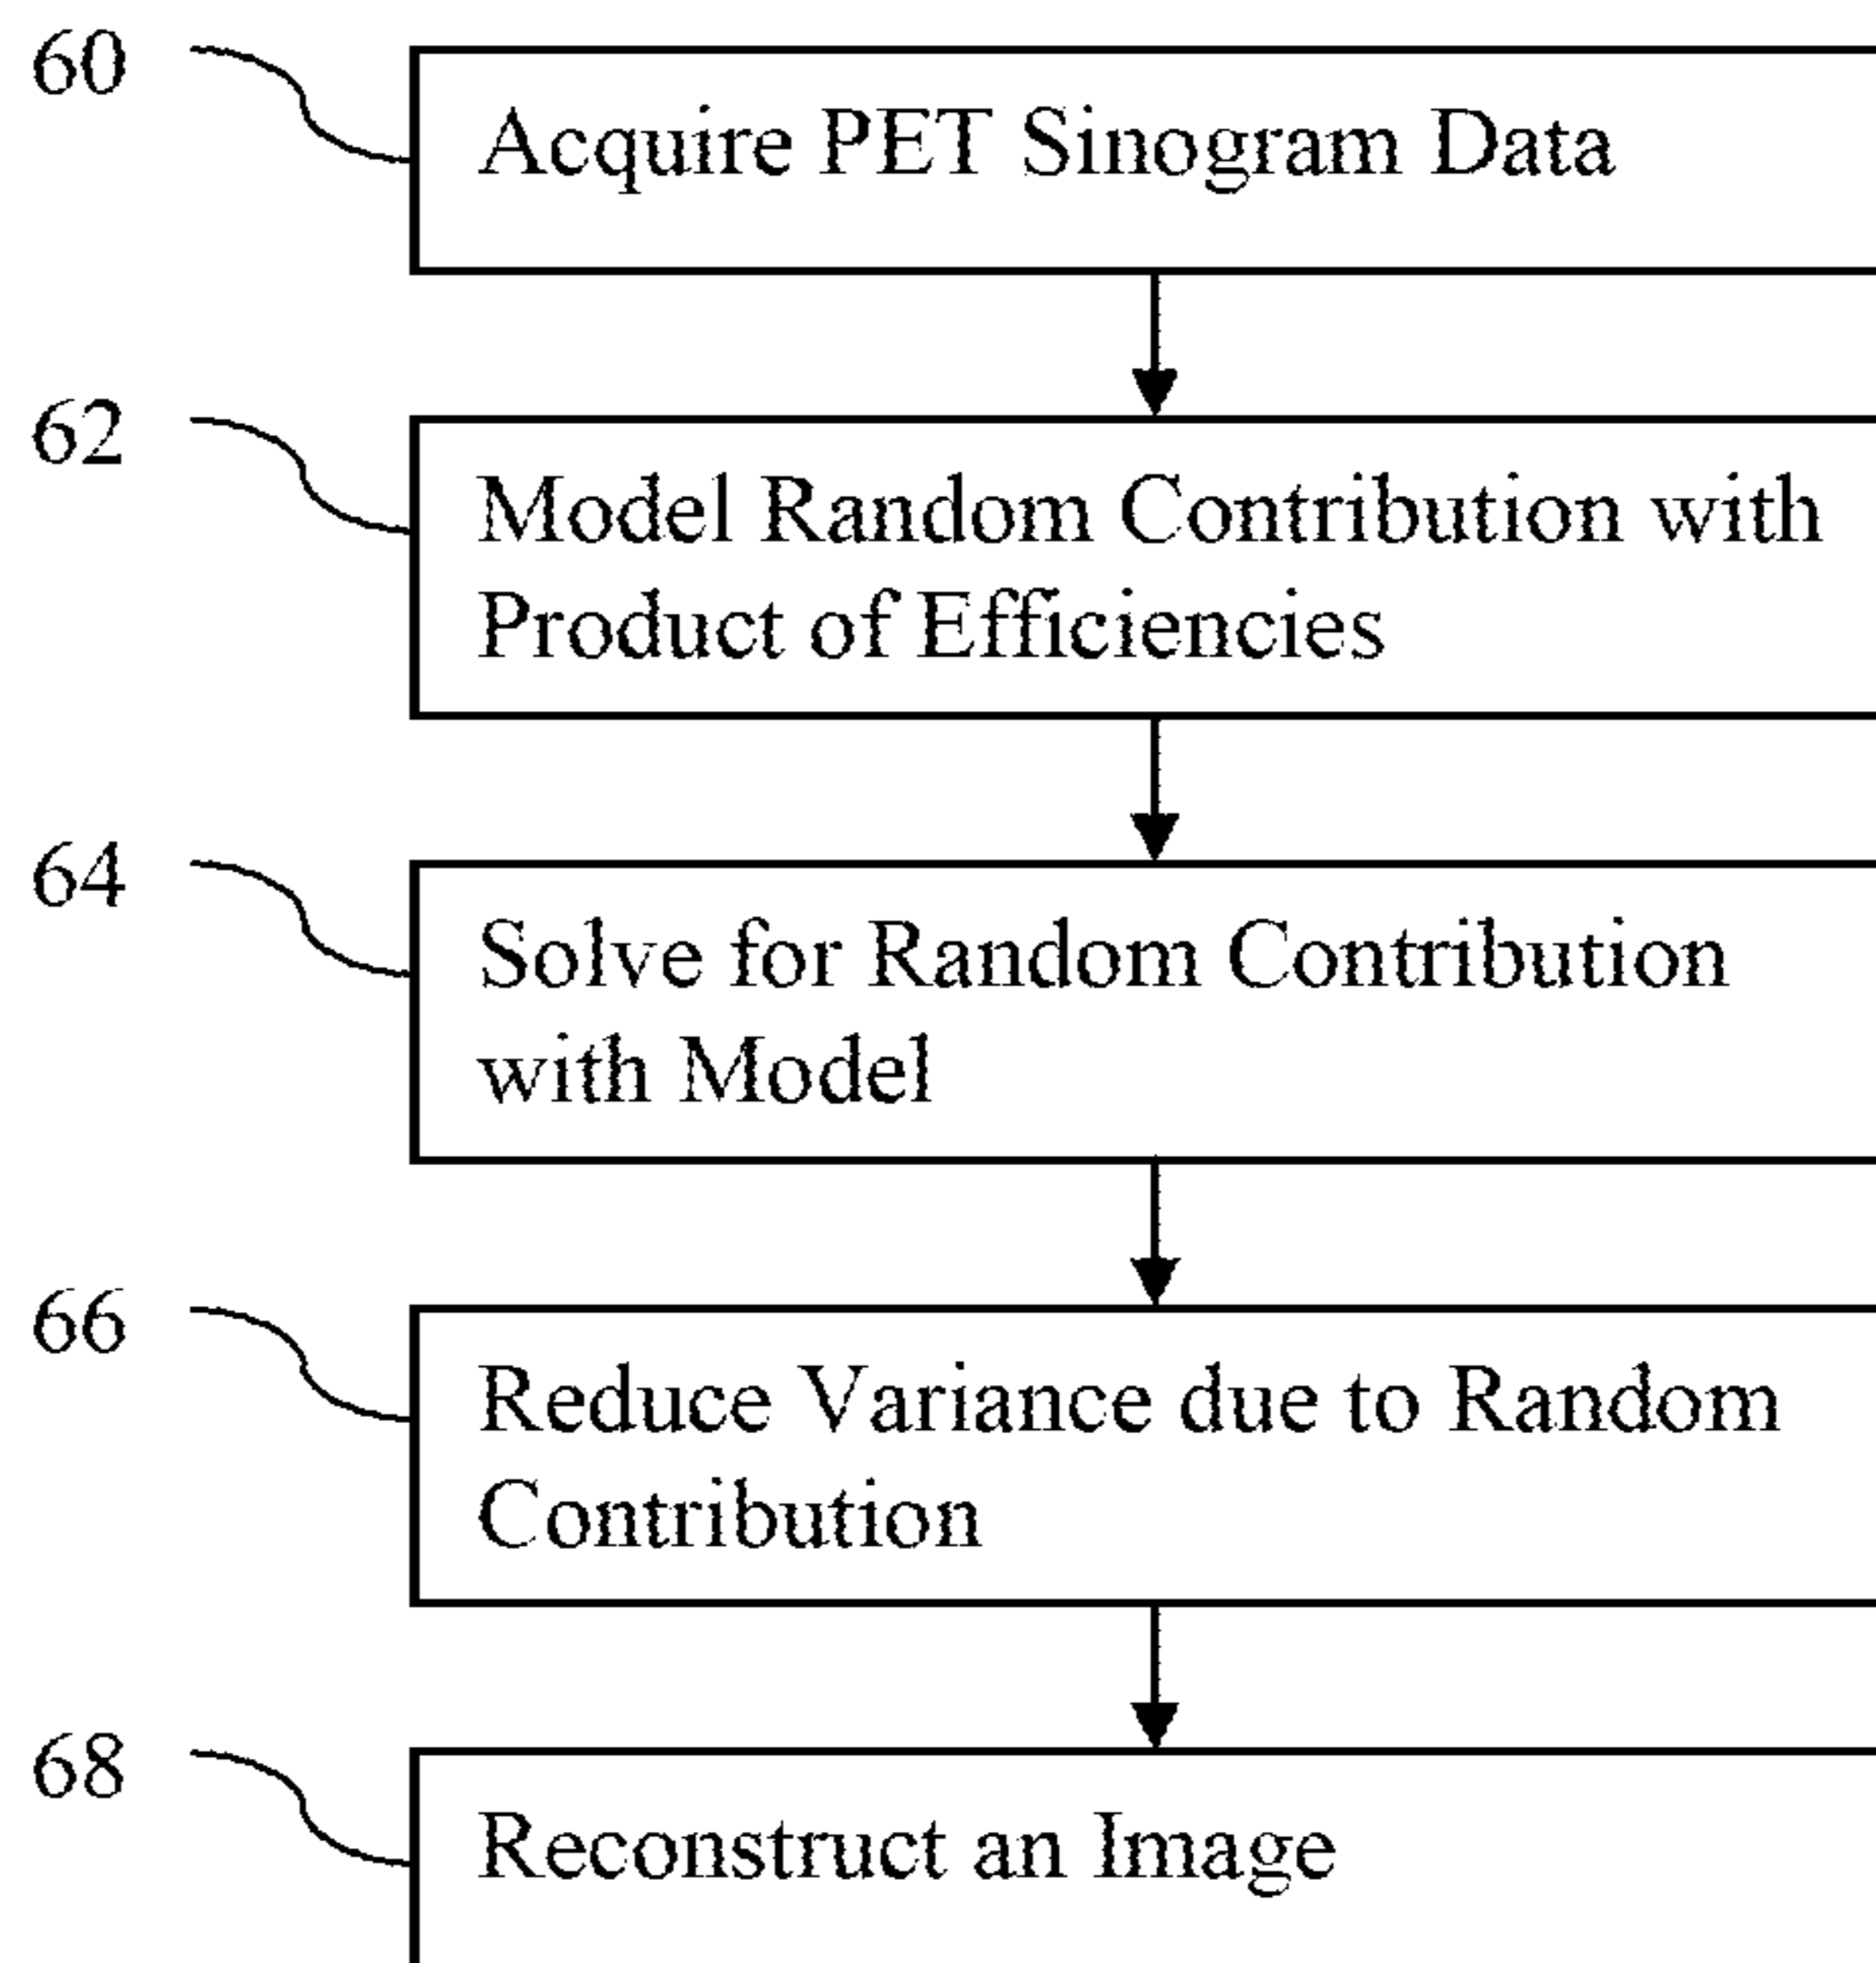 60
Acquire PET Sinogram Data
62
Model Random Contribution with
Product of Efficiencies
64
Solve for Random Contribution
with Model
66
Reduce Variance due to Random
Contribution
68
Reconstruct an Image